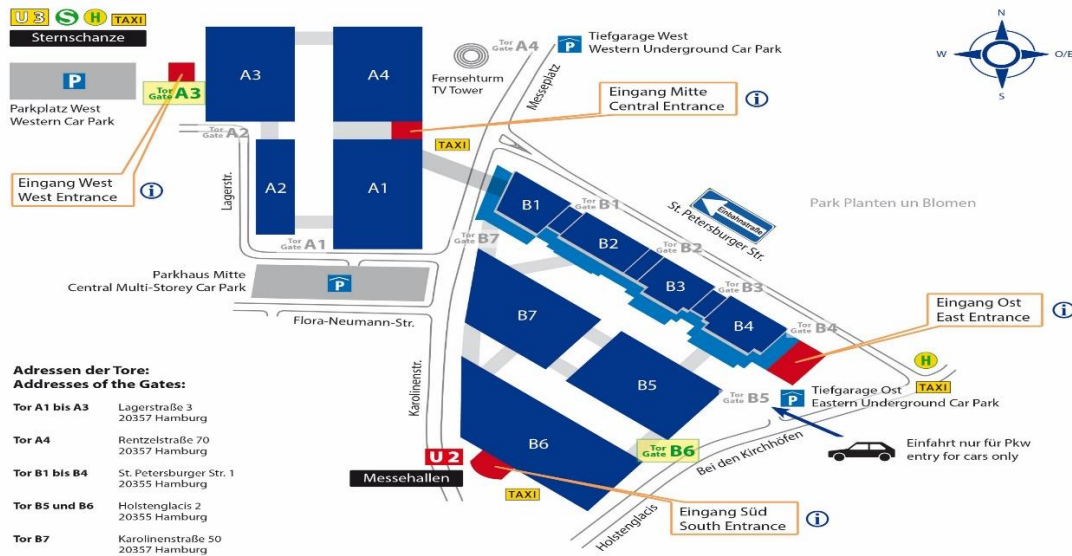 U3 S H TAXI
Sternschanze
P
Parkplatz West
Western Car Park
Tor
Gate A3
Eingang West
West Entrance
i
A3
A4
A2
A1
Tor
Gate A2
Lagerstr.
Tor
Gate A1
Fernsehturm
TV Tower
Tor
Gate A4
Messeplatz
P
Tiefgarage West
Western Underground Car Park
Eingang Mitte
Central Entrance
i
TAXI
N
W
O/E
S
B1
B2
B3
B4
Tor
Gate B1
Tor
Gate B2
Tor
Gate B3
Tor
Gate B4
Einbahnstraße
St. Petersburger Str.
Park Planten un Blomen
Tor
Gate B7
Parkhaus Mitte
Central Multi-Storey Car Park
P
Flora-Neumann-Str.
Karolinenstr.
B7
B5
B6
Eingang Ost
East Entrance
i
H
TAXI
Tor
Gate B5
P
Tiefgarage Ost
Eastern Underground Car Park
Einfahrt nur für Pkw
entry for cars only
Tor
Gate B6
Bei den Kirchhöfen
Holstenglacis
U2
Messehallen
TAXI
Eingang Süd
South Entrance
i
Adressen der Tore:
Addresses of the Gates:
Tor A1 bis A3 Lagerstraße 3
20357 Hamburg
Tor A4 Rentzelstraße 70
20357 Hamburg
Tor B1 bis B4 St. Petersburger Str. 1
20355 Hamburg
Tor B5 und B6 Holstenglacis 2
20355 Hamburg
Tor B7 Karolinenstraße 50
20357 Hamburg